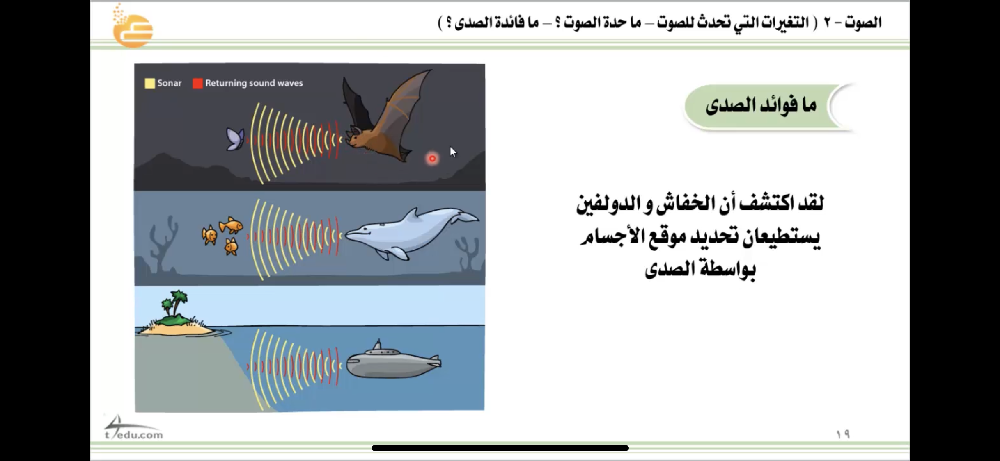 الصوت - ٢ ( التغيرات التي تحدث للصوت – ما حدة الصوت ؟ – ما فائدة الصدى ؟ )
ما فوائد الصدى
Sonar Returning sound waves
لقد اكتشف أن الخفاش و الدولفين
يستطيعان تحديد موقع الأجسام
بواسطة الصدى
t4edu.com
١٩